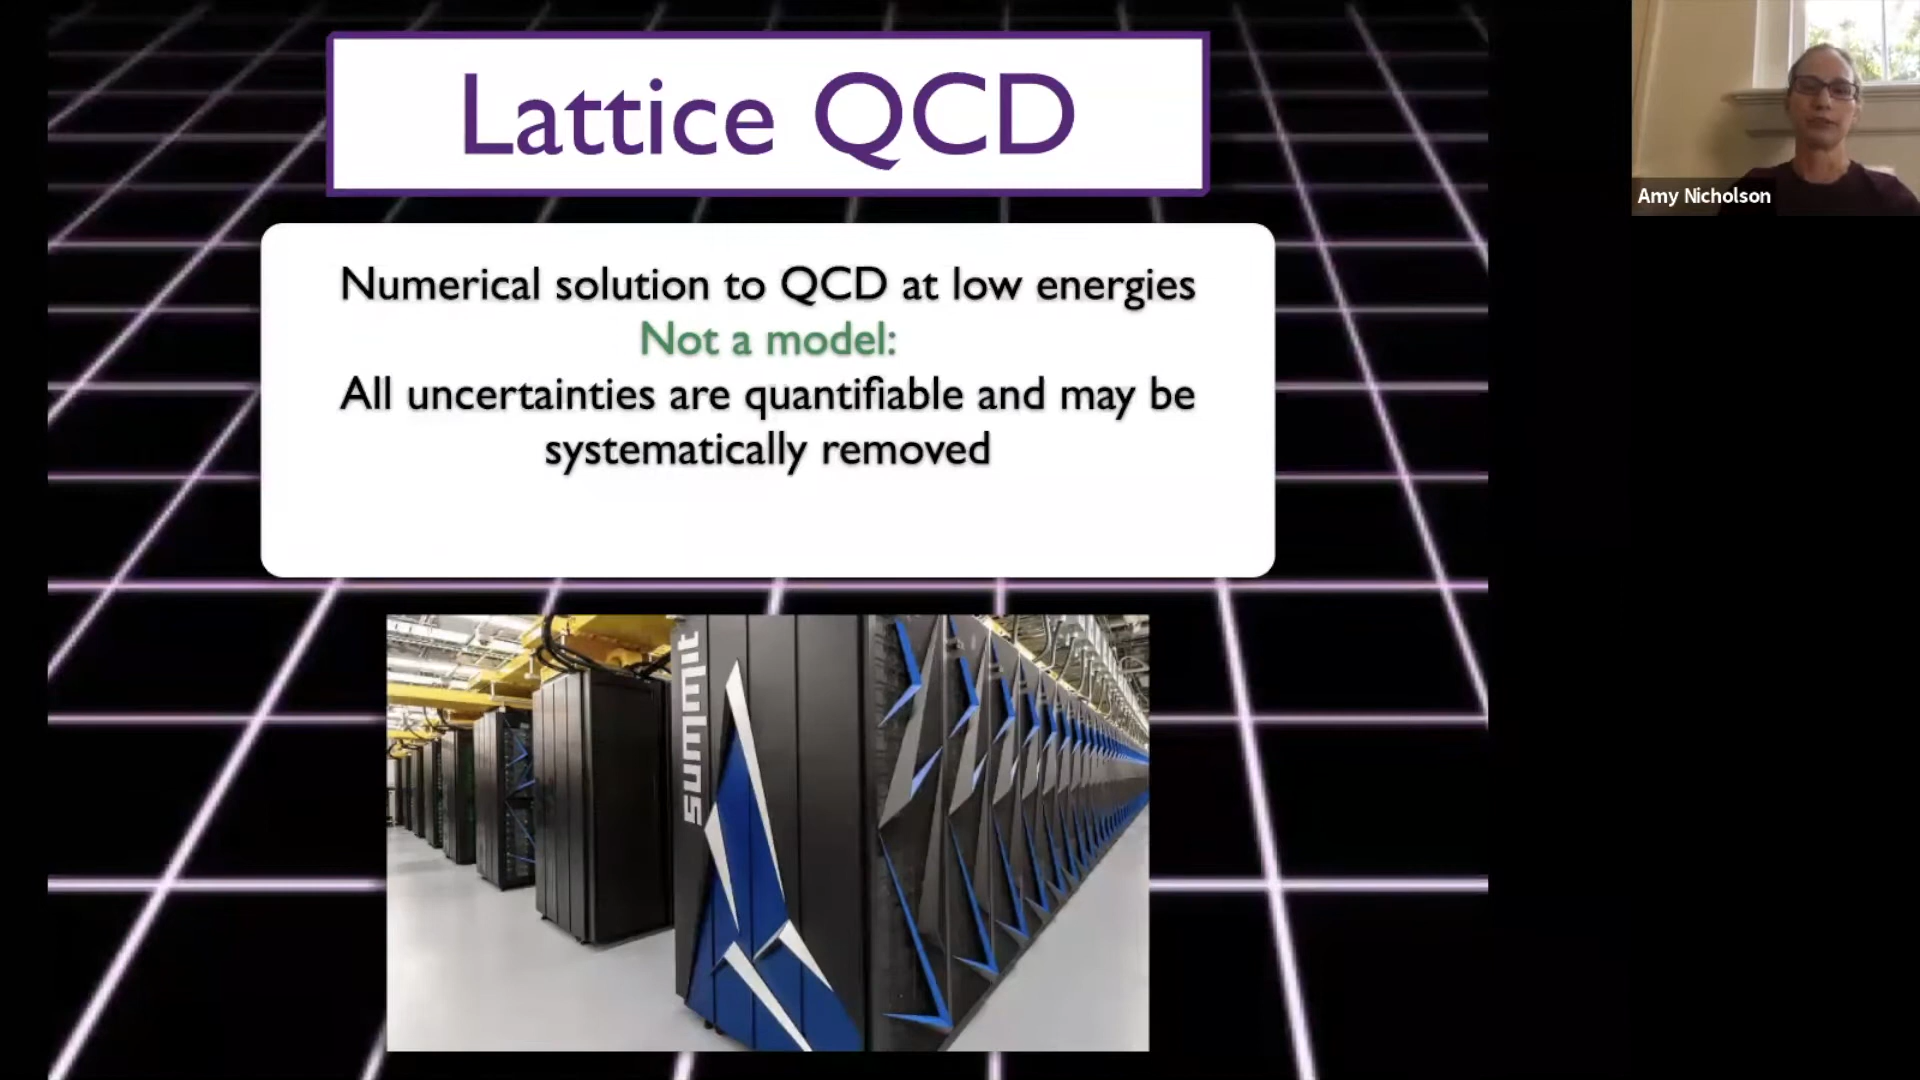 Lattice QCD
Amy Nicholson
Numerical solution to QCD at low energies
Not a model:
All uncertainties are quantifiable and may be
systematically removed
summit